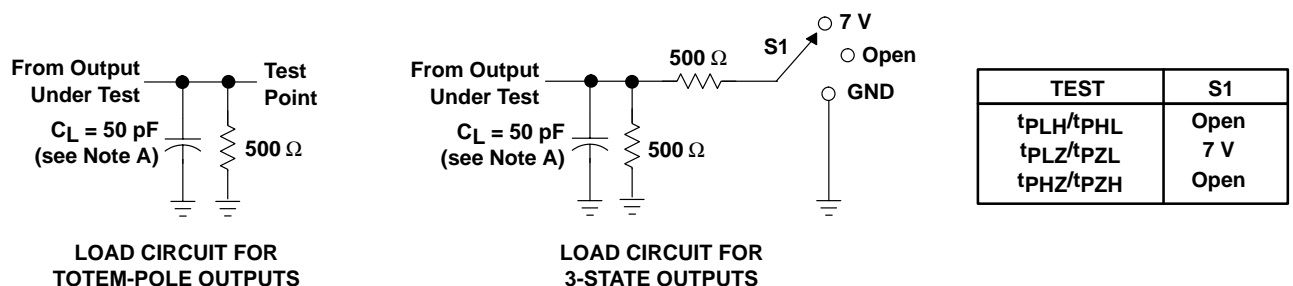 From Output
Under Test
Test
Point
CL = 50 pF
(see Note A)
500 Ω
LOAD CIRCUIT FOR
TOTEM-POLE OUTPUTS
From Output
Under Test
500 Ω
S1
7 V
Open
GND
CL = 50 pF
(see Note A)
500 Ω
LOAD CIRCUIT FOR
3-STATE OUTPUTS
TEST S1
tPLH/tPHL Open
tPLZ/tPZL 7 V
tPHZ/tPZH Open